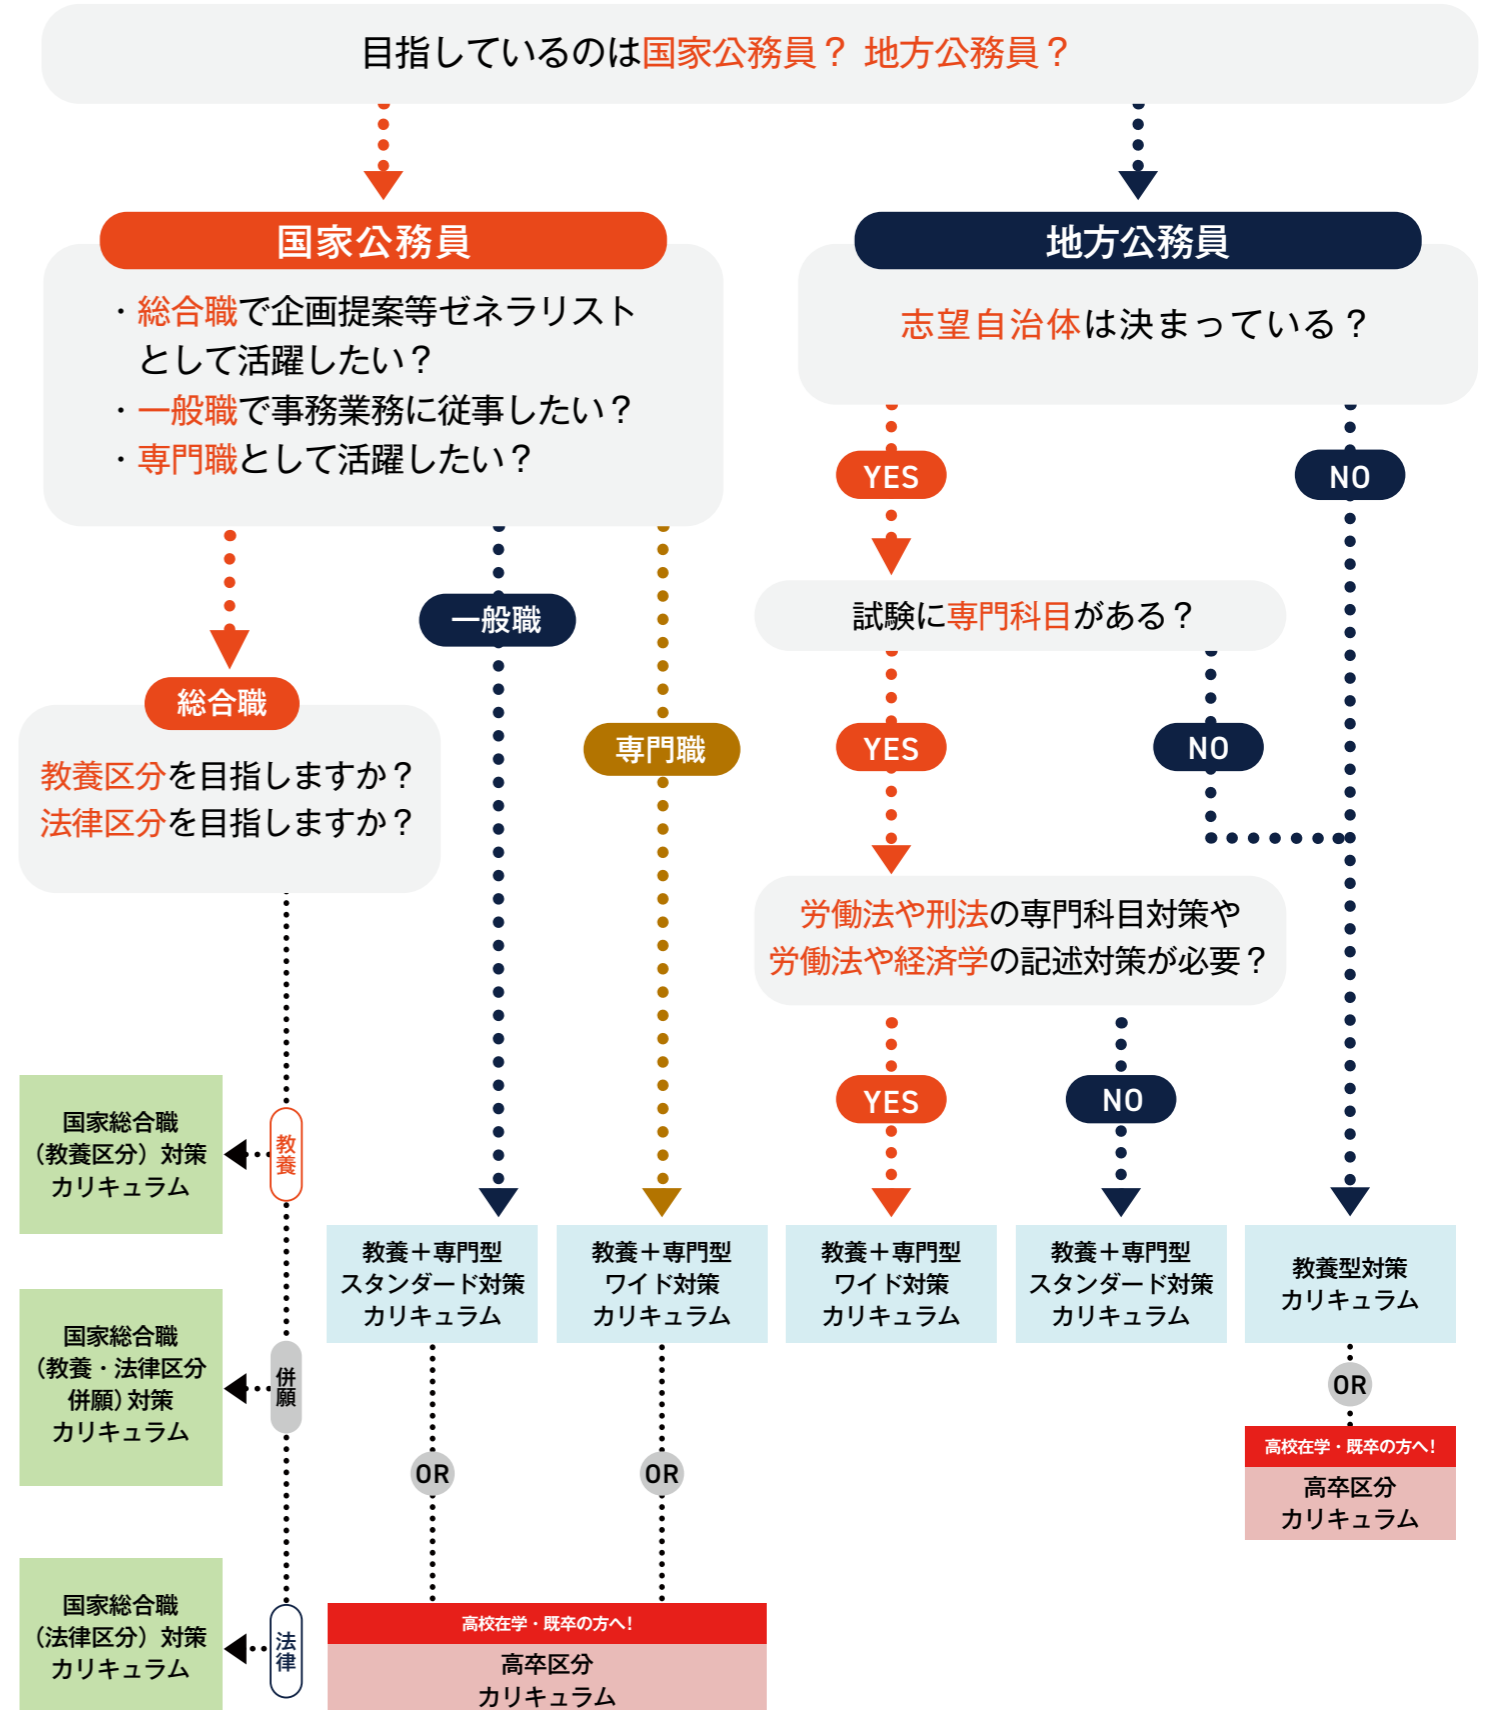 目指しているのは国家公務員？ 地方公務員？
国家公務員
・総合職で企画提案等ゼネラリスト
として活躍したい？
・一般職で事務業務に従事したい？
・専門職として活躍したい？
地方公務員
志望自治体は決まっている？
YES
NO
試験に専門科目がある？
一般職
総合職
教養区分を目指しますか？
法律区分を目指しますか？
専門職
YES
NO
労働法や刑法の専門科目対策や
労働法や経済学の記述対策が必要？
YES
NO
国家総合職
（教養区分）対策
カリキュラム
教養
国家総合職
（教養・法律区分
併願）対策
カリキュラム
併願
国家総合職
（法律区分）対策
カリキュラム
法律
教養＋専門型
スタンダード対策
カリキュラム
教養＋専門型
ワイド対策
カリキュラム
教養＋専門型
ワイド対策
カリキュラム
教養＋専門型
スタンダード対策
カリキュラム
教養型対策
カリキュラム
OR
OR
OR
高校在学・既卒の方へ！
高卒区分
カリキュラム
高校在学・既卒の方へ！
高卒区分
カリキュラム